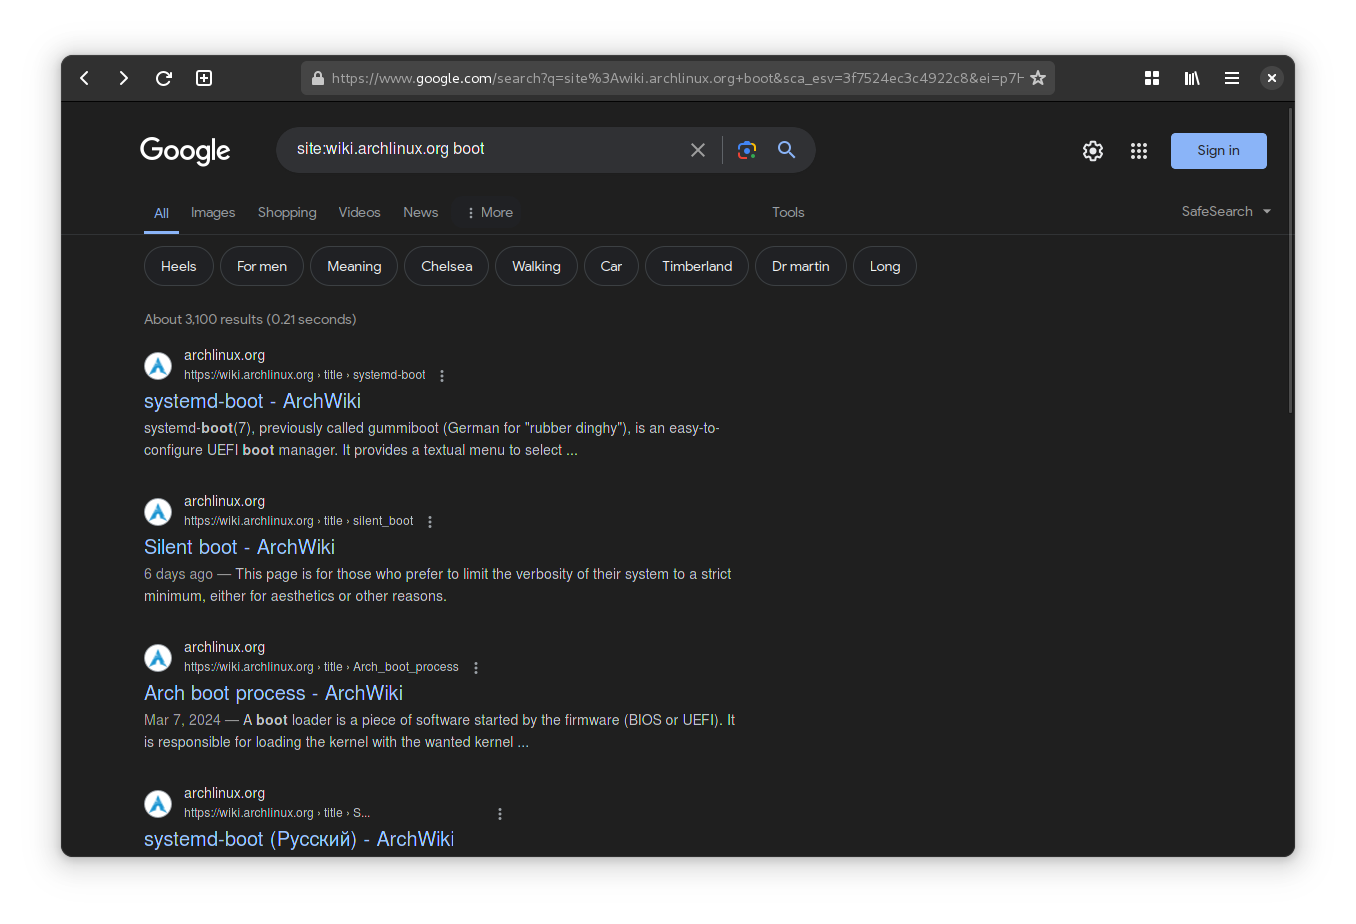 https://www.google.com/search?q=site%3Awiki.archlinux.org+boot&sca_esv=3f7524ec3c4922c8&ei=p7H
Google
site:wiki.archlinux.org boot
Sign in
All Images Shopping Videos News More Tools SafeSearch
Heels For men Meaning Chelsea Walking Car Timberland Dr martin Long
About 3,100 results (0.21 seconds)
archlinux.org
https://wiki.archlinux.org › title › systemd-boot
systemd-boot - ArchWiki
systemd-boot(7), previously called gummiboot (German for "rubber dinghy"), is an easy-to-
configure UEFI boot manager. It provides a textual menu to select ...
archlinux.org
https://wiki.archlinux.org › title › silent_boot
Silent boot - ArchWiki
6 days ago — This page is for those who prefer to limit the verbosity of their system to a strict
minimum, either for aesthetics or other reasons.
archlinux.org
https://wiki.archlinux.org › title › Arch_boot_process
Arch boot process - ArchWiki
Mar 7, 2024 — A boot loader is a piece of software started by the firmware (BIOS or UEFI). It
is responsible for loading the kernel with the wanted kernel ...
archlinux.org
https://wiki.archlinux.org › title › S...
systemd-boot (Русский) - ArchWiki